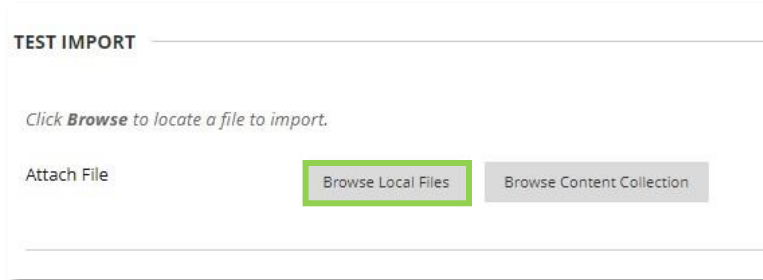 TEST IMPORT
Click Browse to locate a file to import.
Attach File Browse Local Files Browse Content Collection